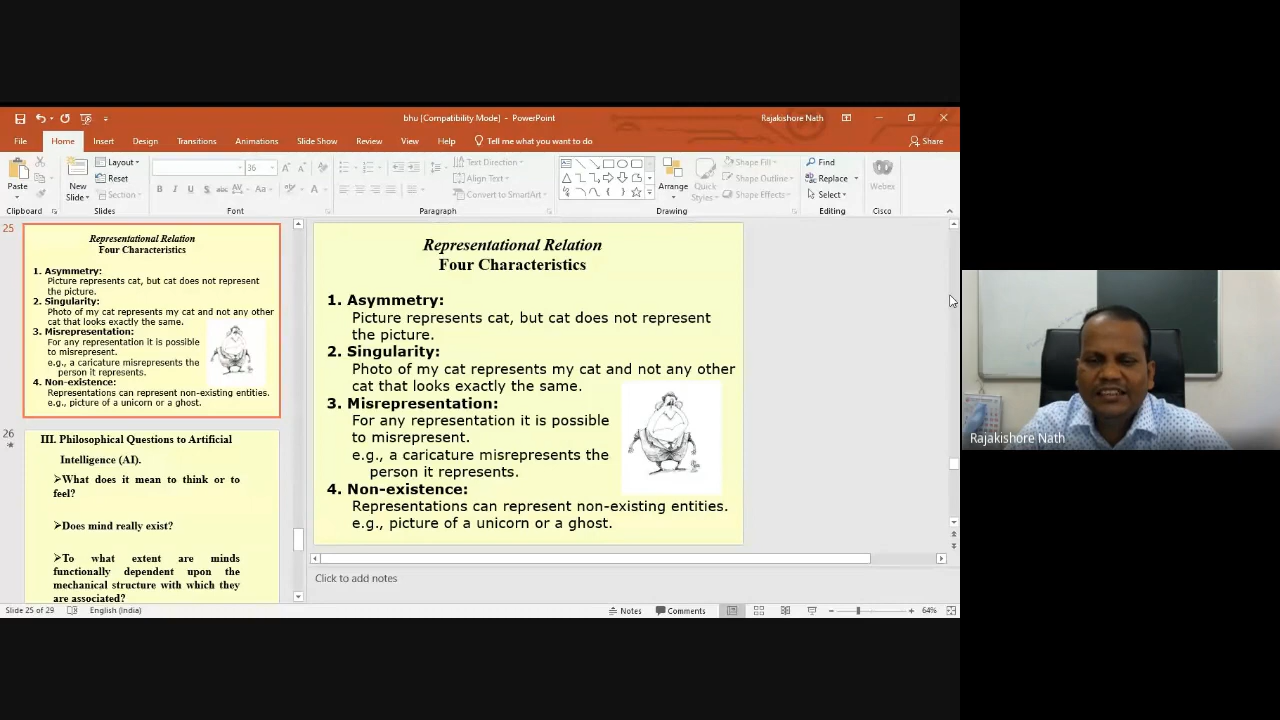 bhu [Compatibility Mode] - PowerPoint
Rajakishore Nath
File Home Insert Design Transitions Animations Slide Show Review View Help Tell me what you want to do Share
Paste
Clipboard
New Slide
Layout
Reset
Section
Slides
36
B I U S abc AV Aa A
Font
Text Direction
Align Text
Convert to SmartArt
Paragraph
Arrange
Quick Styles
Shape Fill
Shape Outline
Shape Effects
Drawing
Find
Replace
Select
Editing
Webex
Cisco
25
Representational Relation
Four Characteristics
1. Asymmetry:
Picture represents cat, but cat does not represent
the picture.
2. Singularity:
Photo of my cat represents my cat and not any other
cat that looks exactly the same.
3. Misrepresentation:
For any representation it is possible
to misrepresent.
e.g., a caricature misrepresents the
person it represents.
4. Non-existence:
Representations can represent non-existing entities.
e.g., picture of a unicorn or a ghost.
26
III. Philosophical Questions to Artificial
Intelligence (AI).
➢What does it mean to think or to
feel?
➢Does mind really exist?
➢To what extent are minds
functionally dependent upon the
mechanical structure with which they
are associated?
Representational Relation
Four Characteristics
1. Asymmetry:
Picture represents cat, but cat does not represent
the picture.
2. Singularity:
Photo of my cat represents my cat and not any other
cat that looks exactly the same.
3. Misrepresentation:
For any representation it is possible
to misrepresent.
e.g., a caricature misrepresents the
person it represents.
4. Non-existence:
Representations can represent non-existing entities.
e.g., picture of a unicorn or a ghost.
Click to add notes
Slide 25 of 29 English (India) Notes Comments 64%
Rajakishore Nath